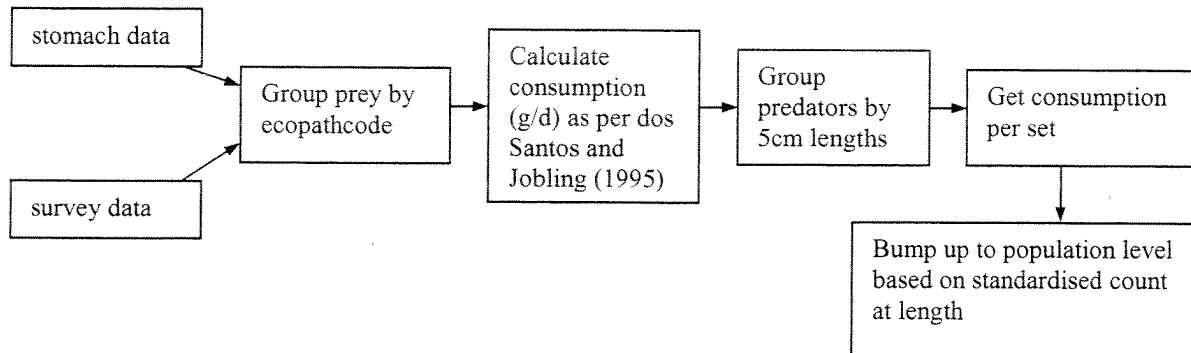 stomach data
survey data
Group prey by
ecopathcode
Calculate
consumption
(g/d) as per dos
Santos and
Jobling (1995)
Group
predators by
5cm lengths
Get consumption
per set
Bump up to population level
based on standardised count
at length